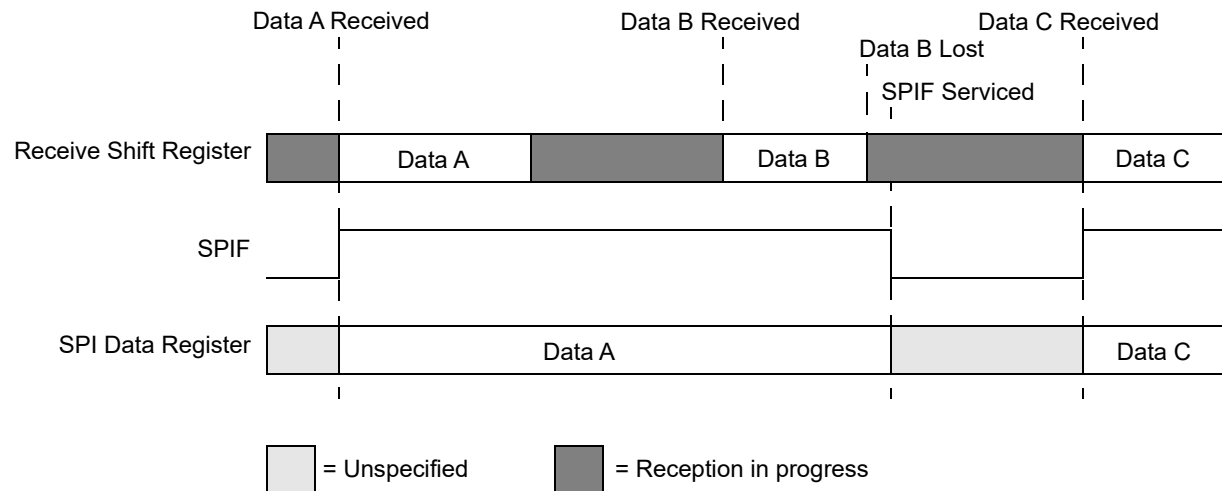 Data A Received
Data B Received
Data C Received
Data B Lost
SPIF Serviced
Receive Shift Register
Data A
Data B
Data C
SPIF
SPI Data Register
Data A
Data C
= Unspecified
= Reception in progress